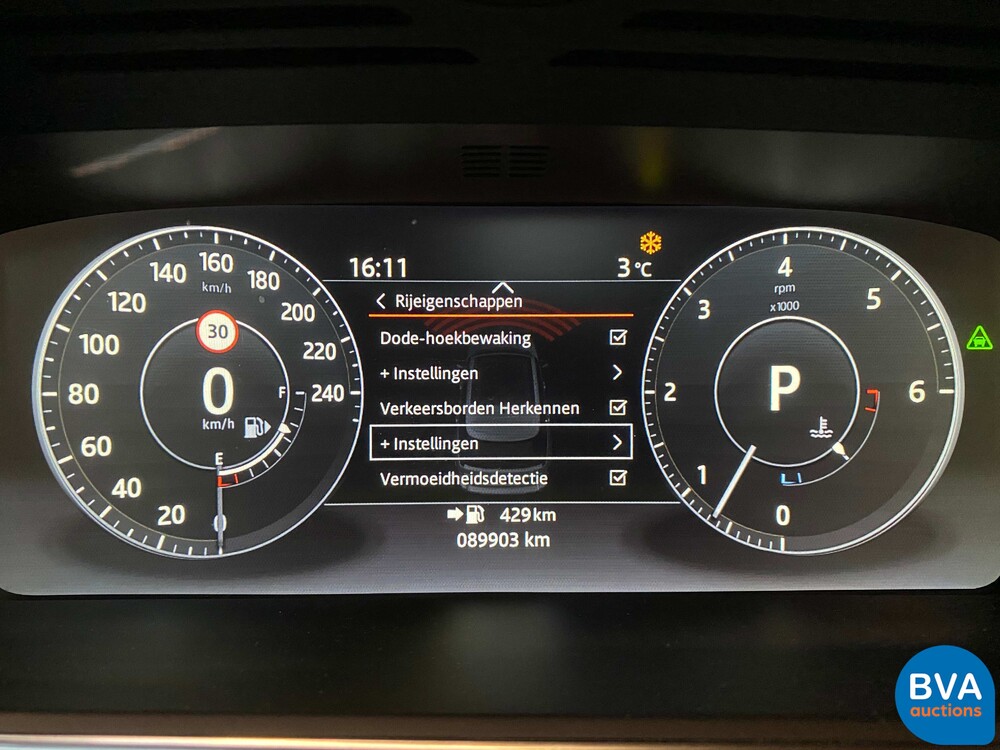 16:11
3 °C
Rijeigenschappen
Dode-hoekbewaking
+ Instellingen
Verkeersborden Herkennen
+ Instellingen
Vermoeidheidsdetectie
429 km
089903 km
0
20
40
60
80
100
120
140
160
180
200
220
240
km/h
30
0
km/h
F
E
0
1
2
3
4
5
6
rpm
x1000
P
BVA
auctions